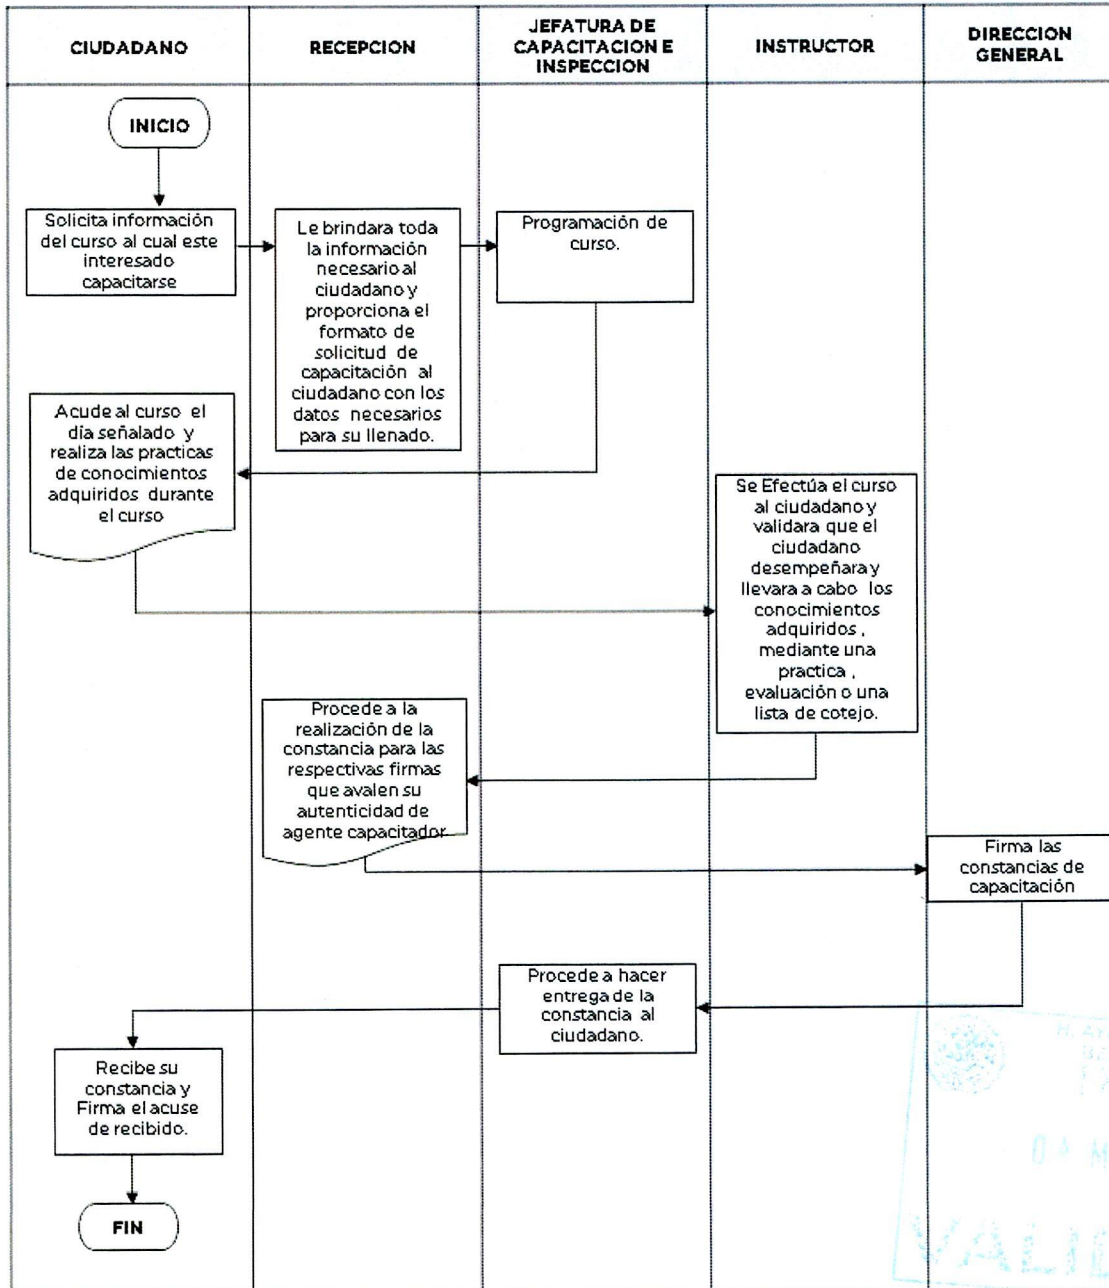 CIUDADANO
RECEPCION
JEFATURA DE
CAPACITACION E
INSPECCION
INSTRUCTOR
DIRECCION
GENERAL
INICIO
Solicita información
del curso al cual este
interesado
capacitarse
Le brindara toda
la información
necesario al
ciudadano y
proporciona el
formato de
solicitud de
capacitación al
ciudadano con los
datos necesarios
para su llenado.
Programación de
curso.
Acude al curso el
día señalado y
realiza las practicas
de conocimientos
adquiridos durante
el curso
Se Efectúa el curso
al ciudadano y
validara que el
ciudadano
desempeñara y
llevara a cabo los
conocimientos
adquiridos ,
mediante una
practica ,
evaluación o una
lista de cotejo.
Procede a la
realización de la
constancia para las
respectivas firmas
que avalen su
autenticidad de
agente capacitador
Firma las
constancias de
capacitación
Procede a hacer
entrega de la
constancia al
ciudadano.
Recibe su
constancia y
Firma el acuse
de recibido.
FIN
04 M
VALID